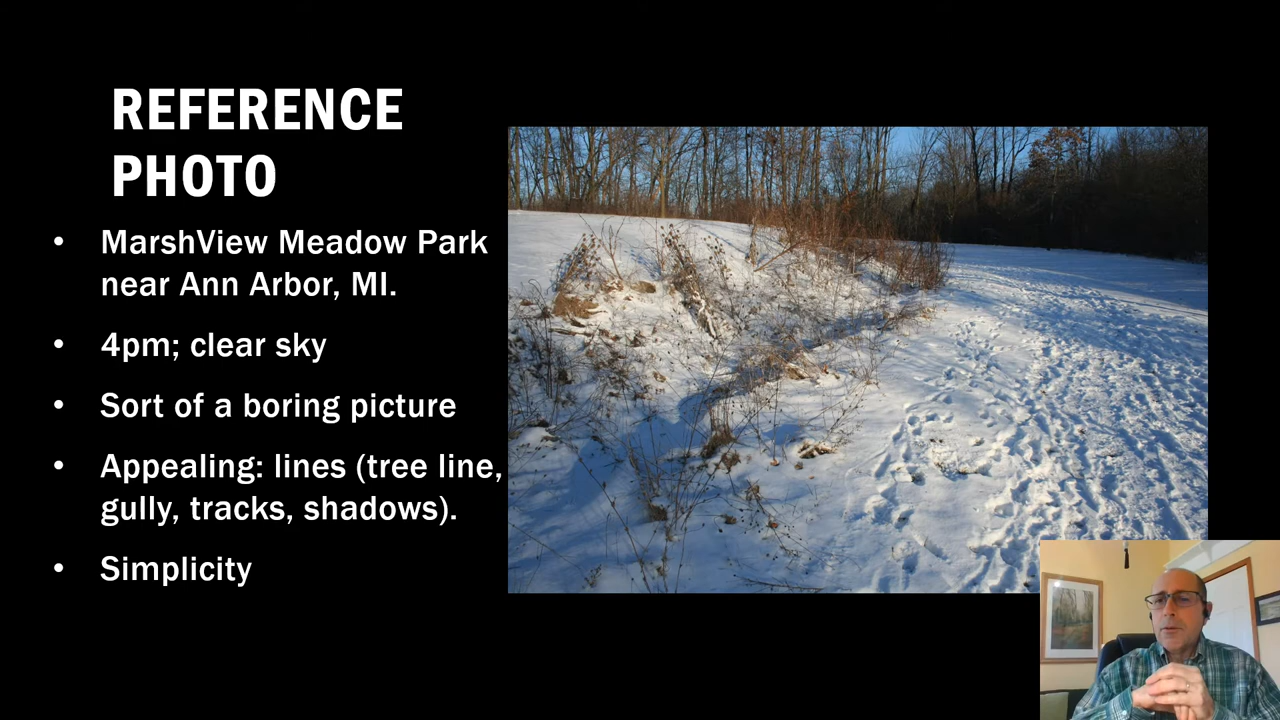 REFERENCE
PHOTO
• MarshView Meadow Park
near Ann Arbor, MI.
• 4pm; clear sky
• Sort of a boring picture
• Appealing: lines (tree line,
gully, tracks, shadows).
• Simplicity